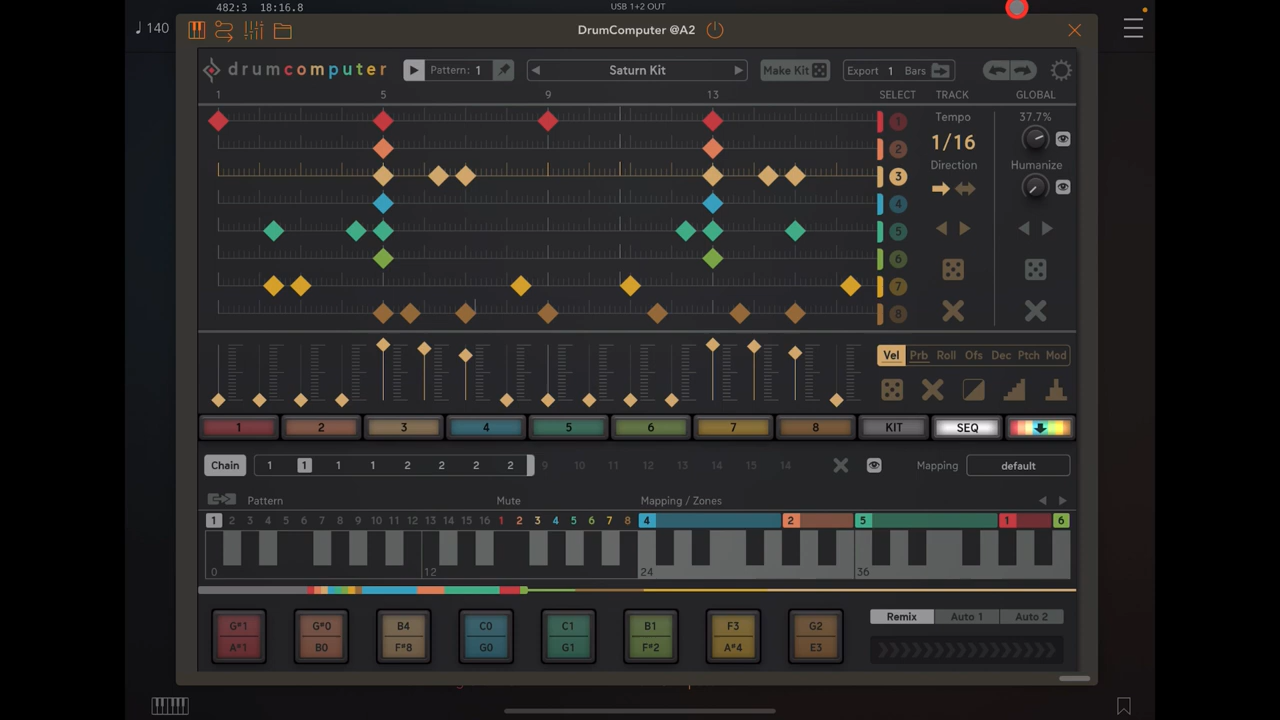 482:3 18:16.8 USB 1+2 OUT
♩ 140
DrumComputer @A2
drumcomputer Pattern: 1 Saturn Kit Make Kit Export 1 Bars
1 5 9 13 SELECT TRACK GLOBAL
1 Tempo 37.7%
2 1/16
3 Direction Humanize
4
5
6
7
8
Vel Prb Roll Ofs Dec Ptch Mod
1 2 3 4 5 6 7 8 KIT SEQ
Chain 1 1 1 1 2 2 2 2 9 10 11 12 13 14 15 14 Mapping default
Pattern Mute Mapping / Zones
1 2 3 4 5 6 7 8 9 10 11 12 13 14 15 16 1 2 3 4 5 6 7 8 4 2 5 1 6
0 12 24 36
G#1 G#0 B4 C0 C1 B1 F3 G2
A#1 B0 F#8 G0 G1 F#2 A#4 E3
Remix Auto 1 Auto 2